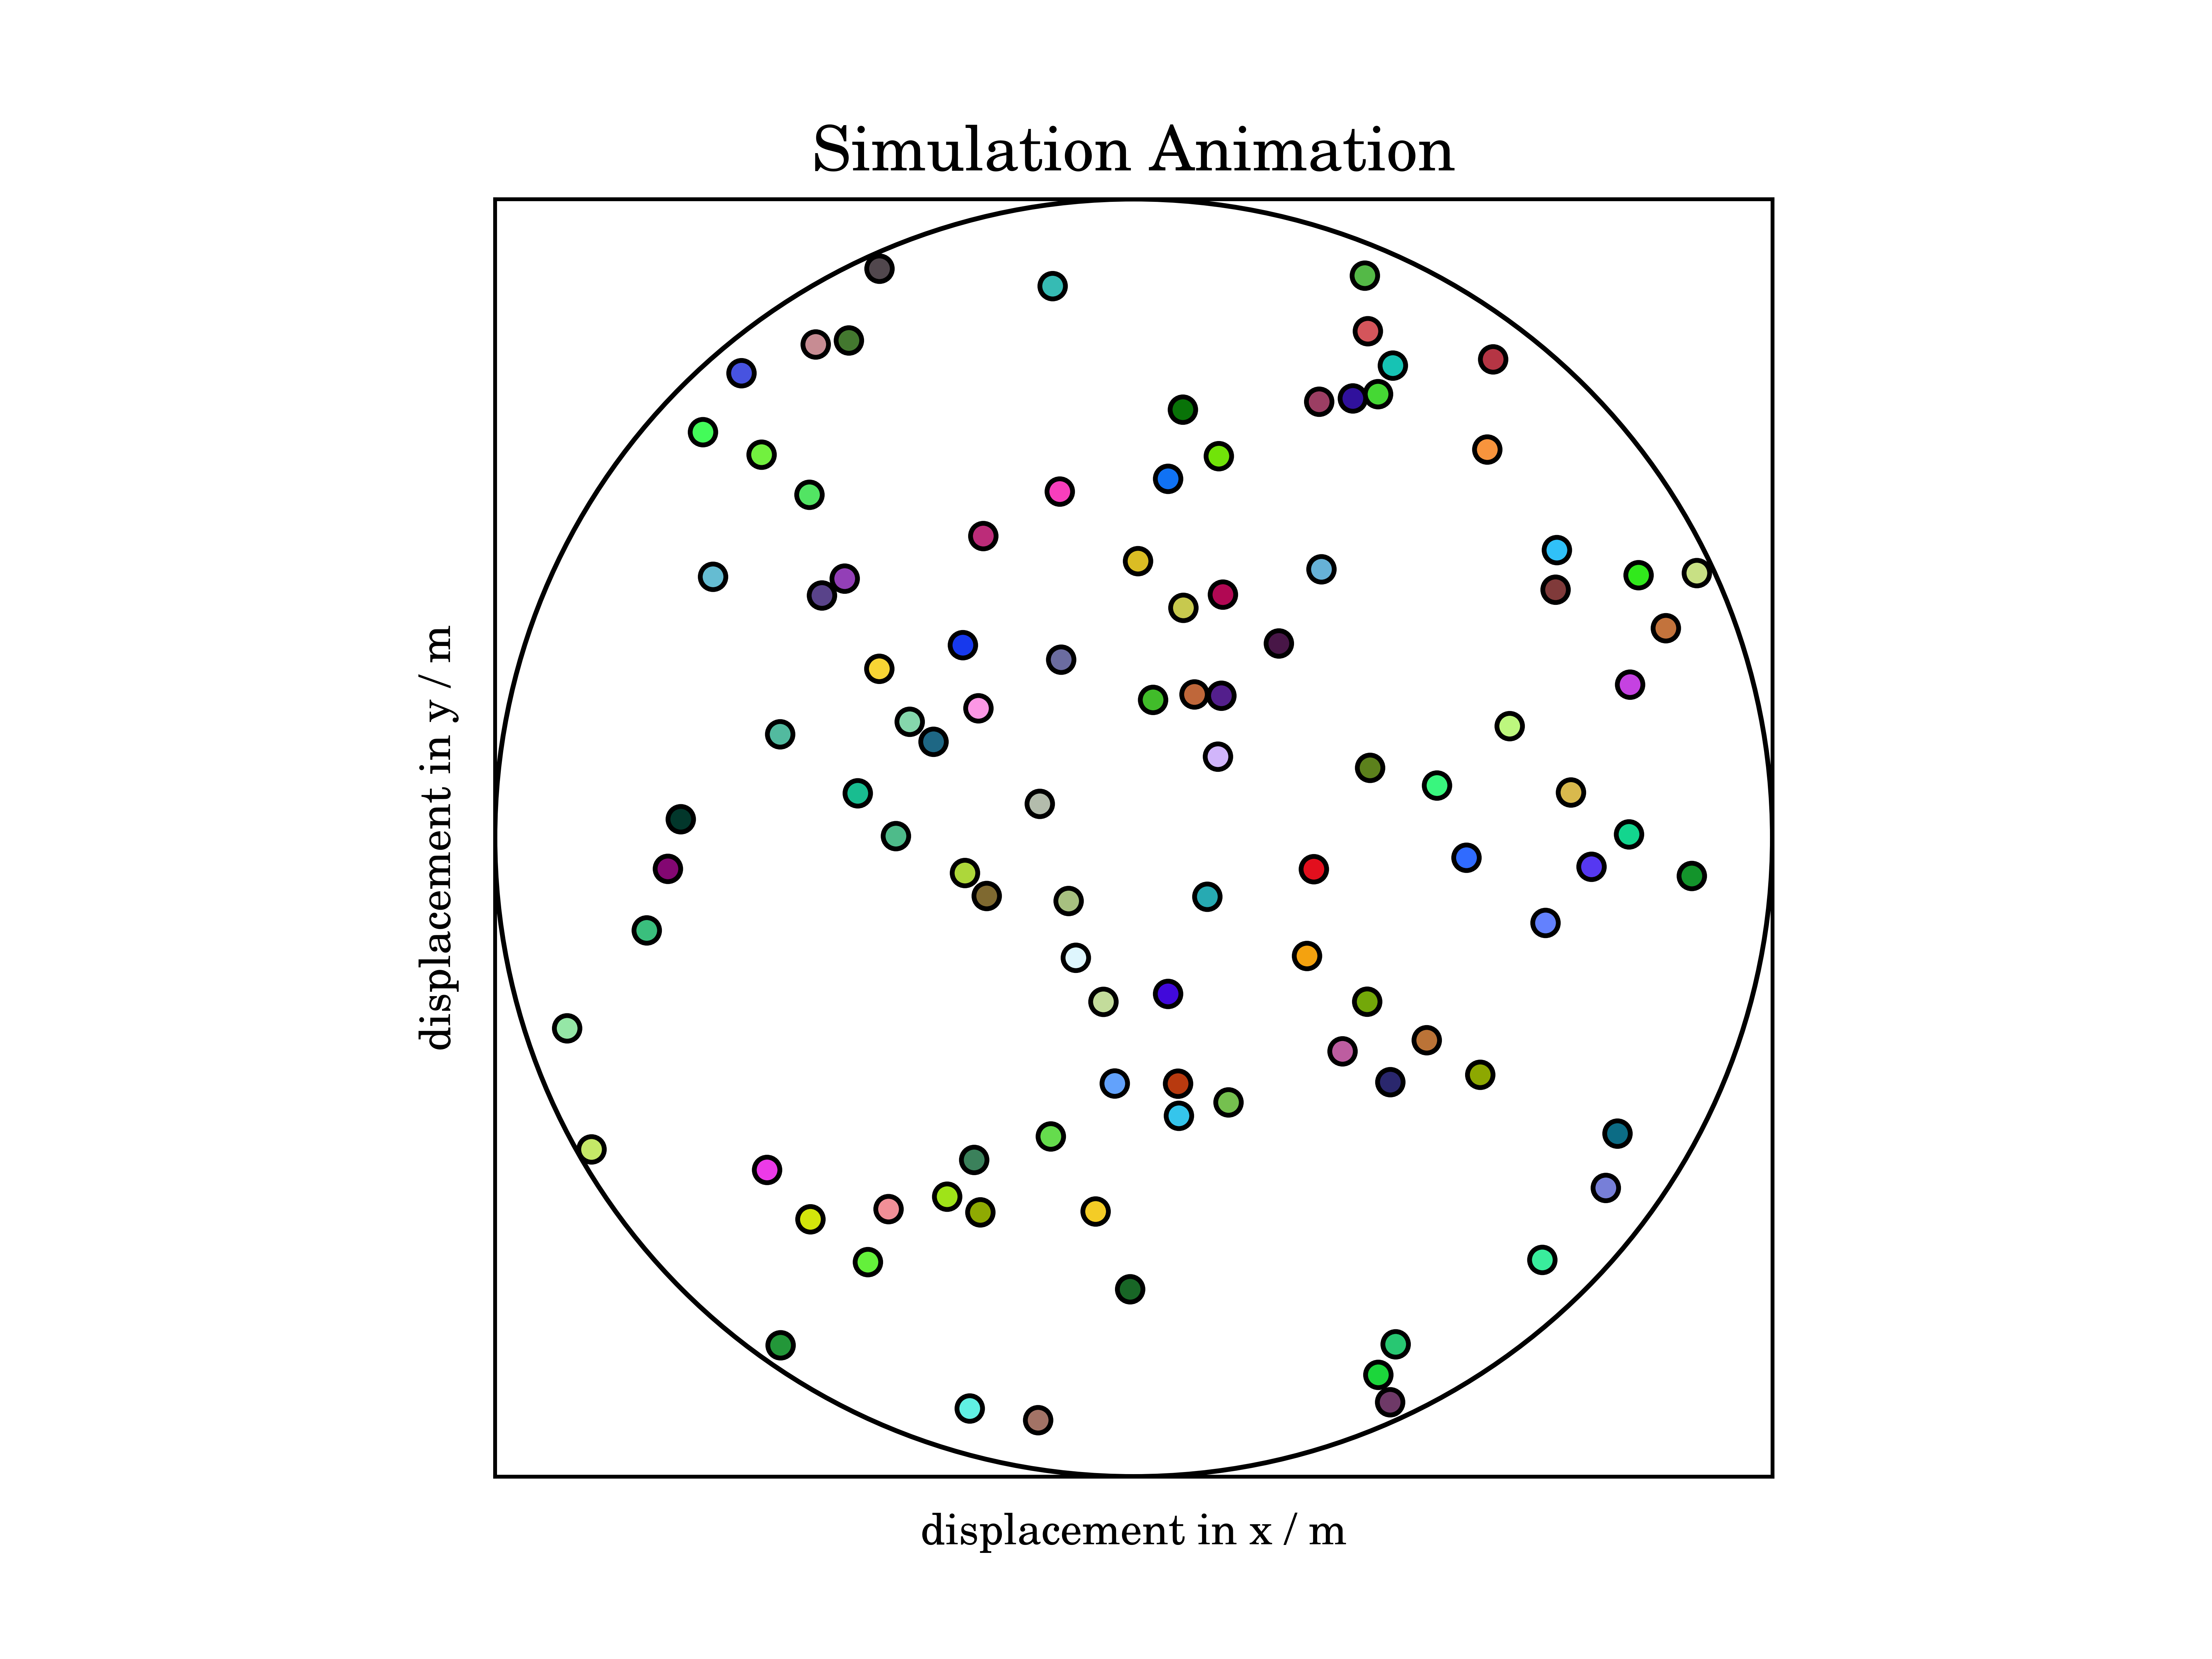 Simulation Animation
displacement in y / m
displacement in x / m